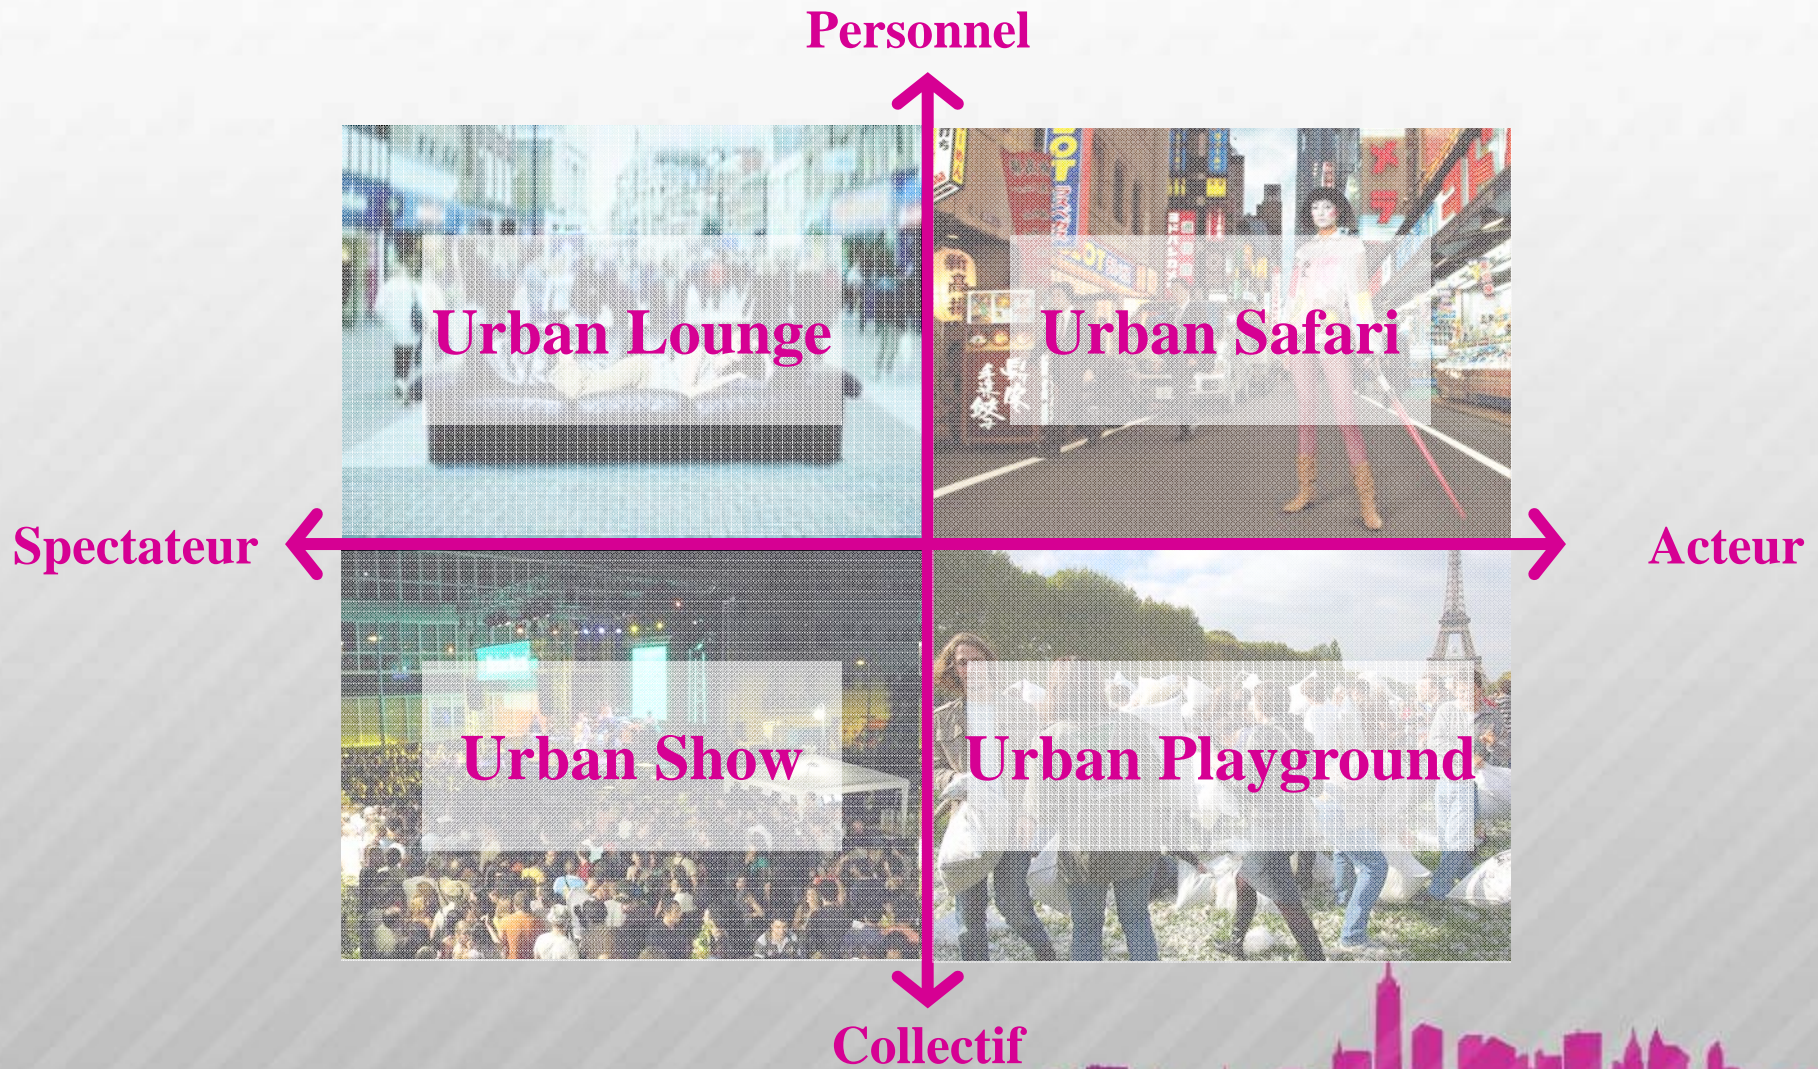 Personnel
Urban Lounge
Urban Safari
Spectateur
Acteur
Urban Show
Urban Playground
Collectif